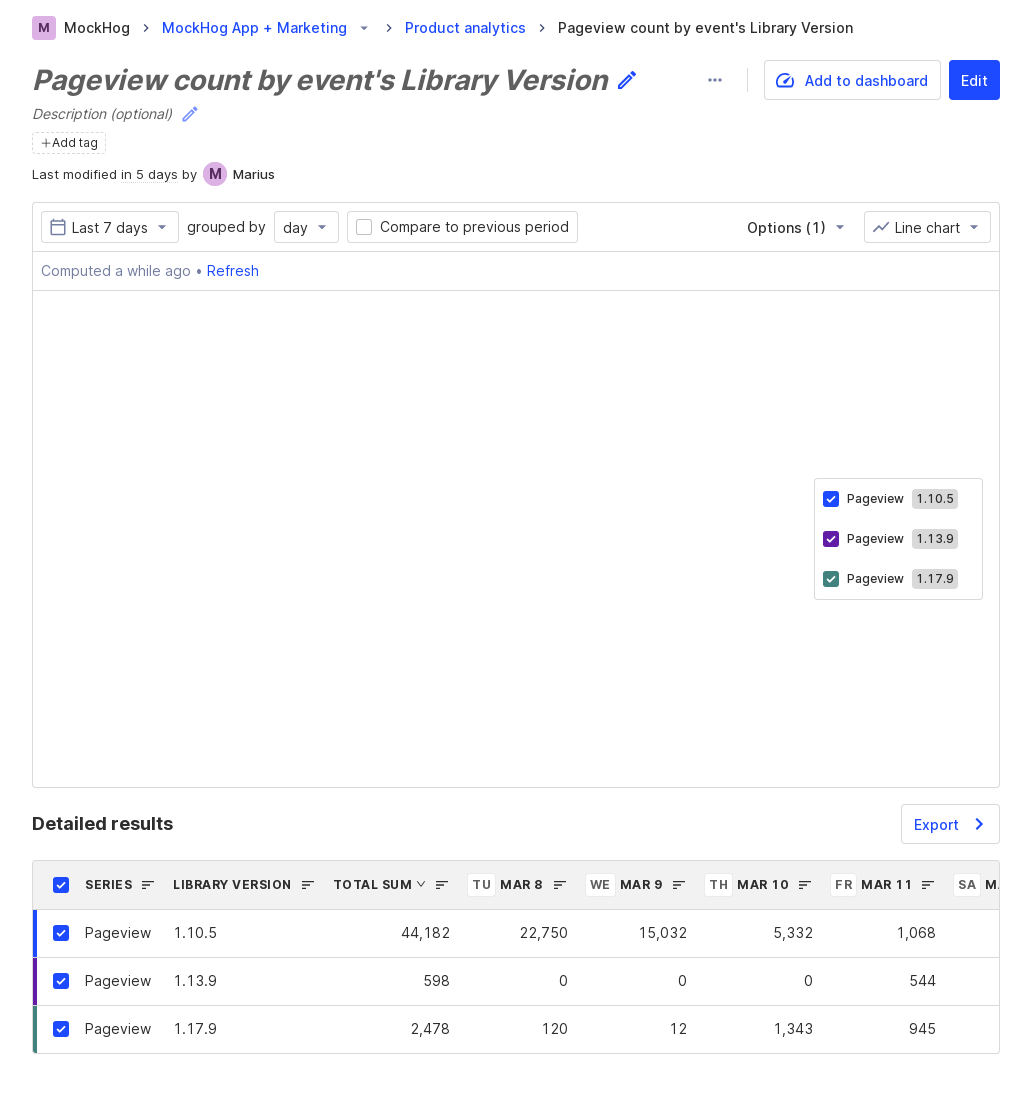 M MockHog MockHog App + Marketing Product analytics Pageview count by event's Library Version
Pageview count by event's Library Version
Add to dashboard Edit
Description (optional)
+Add tag
Last modified in 5 days by M Marius
Last 7 days grouped by day Compare to previous period Options (1) Line chart
Computed a while ago • Refresh
Pageview 1.10.5
Pageview 1.13.9
Pageview 1.17.9
Detailed results Export
SERIES LIBRARY VERSION TOTAL SUM TU MAR 8 WE MAR 9 TH MAR 10 FR MAR 11 SA
Pageview 1.10.5 44,182 22,750 15,032 5,332 1,068
Pageview 1.13.9 598 0 0 0 544
Pageview 1.17.9 2,478 120 12 1,343 945